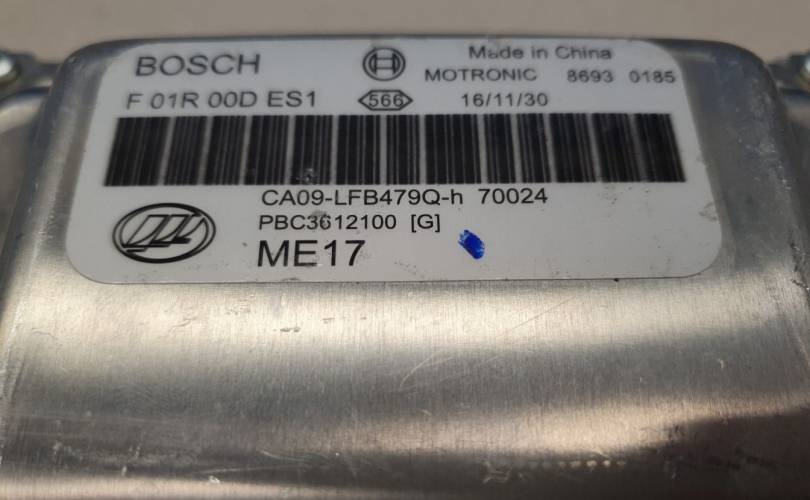 BOSCH
Made in China
MOTRONIC 8693 0185
F 01R 00D ES1 566 16/11/30
CA09-LFB479Q-h 70024
PBC3612100 [G]
ME17